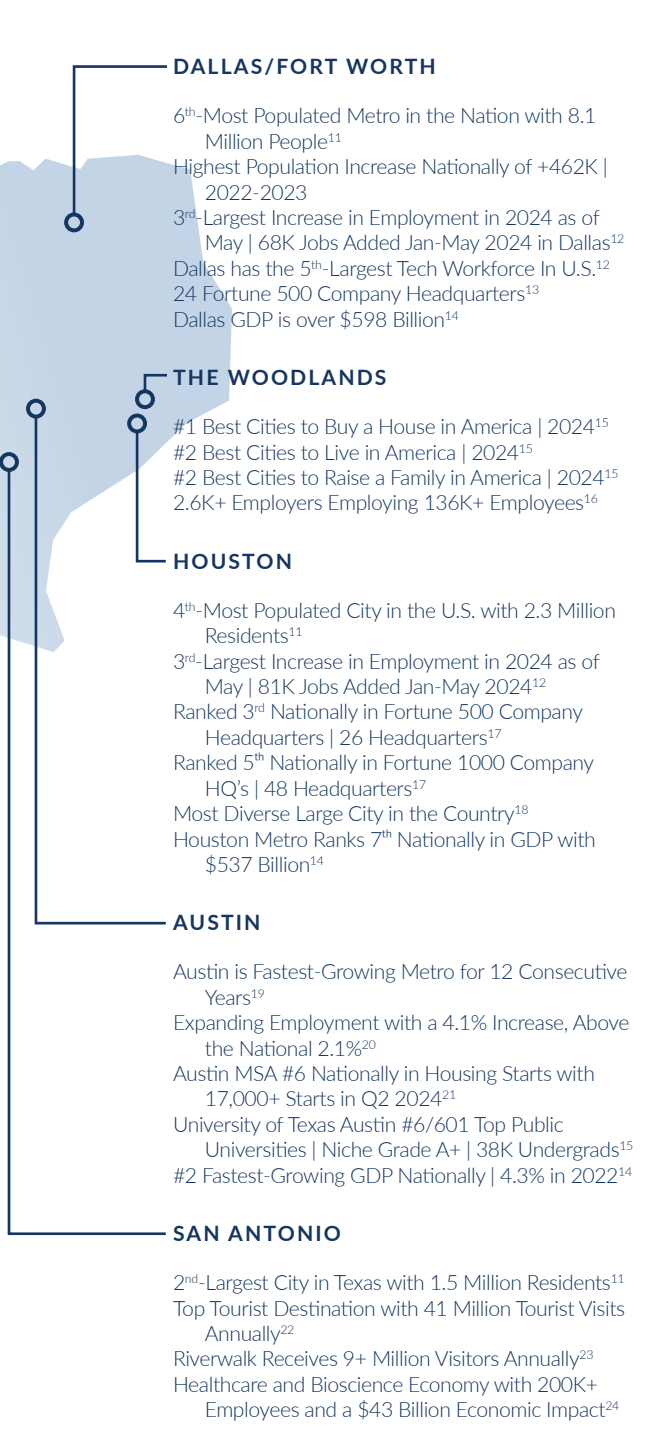 DALLAS/FORT WORTH
6th-Most Populated Metro in the Nation with 8.1
Million People11
Highest Population Increase Nationally of +462K |
2022-2023
3rd-Largest Increase in Employment in 2024 as of
May | 68K Jobs Added Jan-May 2024 in Dallas12
Dallas has the 5th-Largest Tech Workforce In U.S.12
24 Fortune 500 Company Headquarters13
Dallas GDP is over $598 Billion14
THE WOODLANDS
#1 Best Cities to Buy a House in America | 202415
#2 Best Cities to Live in America | 202415
#2 Best Cities to Raise a Family in America | 202415
2.6K+ Employers Employing 136K+ Employees16
HOUSTON
4th-Most Populated City in the U.S. with 2.3 Million
Residents11
3rd-Largest Increase in Employment in 2024 as of
May | 81K Jobs Added Jan-May 202412
Ranked 3rd Nationally in Fortune 500 Company
Headquarters | 26 Headquarters17
Ranked 5th Nationally in Fortune 1000 Company
HQ's | 48 Headquarters17
Most Diverse Large City in the Country18
Houston Metro Ranks 7th Nationally in GDP with
$537 Billion14
AUSTIN
Austin is Fastest-Growing Metro for 12 Consecutive
Years19
Expanding Employment with a 4.1% Increase, Above
the National 2.1%20
Austin MSA #6 Nationally in Housing Starts with
17,000+ Starts in Q2 202421
University of Texas Austin #6/601 Top Public
Universities | Niche Grade A+ | 38K Undergrads15
#2 Fastest-Growing GDP Nationally | 4.3% in 202214
SAN ANTONIO
2nd-Largest City in Texas with 1.5 Million Residents11
Top Tourist Destination with 41 Million Tourist Visits
Annually22
Riverwalk Receives 9+ Million Visitors Annually23
Healthcare and Bioscience Economy with 200K+
Employees and a $43 Billion Economic Impact24